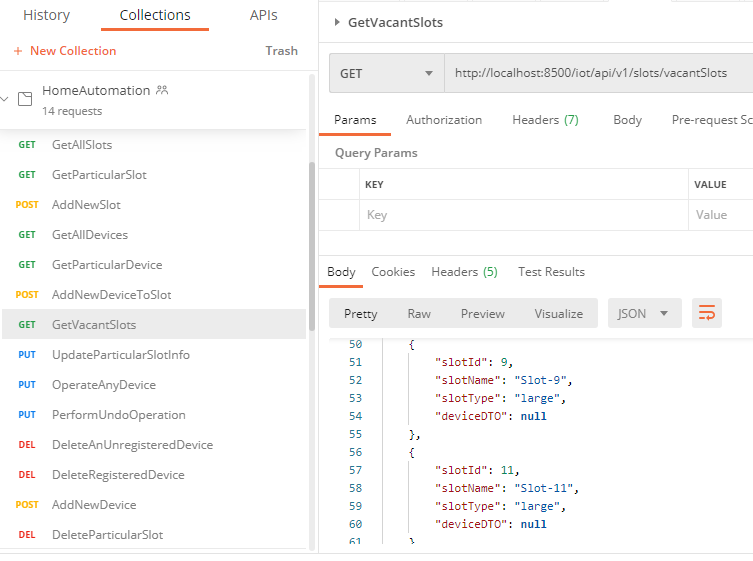 History
Collections
APIs
+ New Collection
Trash
HomeAutomation
14 requests
GET GetAllSlots
GET GetParticularSlot
POST AddNewSlot
GET GetAllDevices
GET GetParticularDevice
POST AddNewDeviceToSlot
GET GetVacantSlots
PUT UpdateParticularSlotInfo
PUT OperateAnyDevice
PUT PerformUndoOperation
DEL DeleteAnUnregisteredDevice
DEL DeleteRegisteredDevice
POST AddNewDevice
DEL DeleteParticularSlot
GetVacantSlots
GET http://localhost:8500/iot/api/v1/slots/vacantSlots
Params Authorization Headers (7) Body Pre-request Sc
Query Params
KEY VALUE
Key Value
Body Cookies Headers (5) Test Results
Pretty Raw Preview Visualize JSON
50 {
51 "slotId": 9,
52 "slotName": "Slot-9",
53 "slotType": "large",
54 "deviceDTO": null
55 },
56 {
57 "slotId": 11,
58 "slotName": "Slot-11",
59 "slotType": "large",
60 "deviceDTO": null
61 }